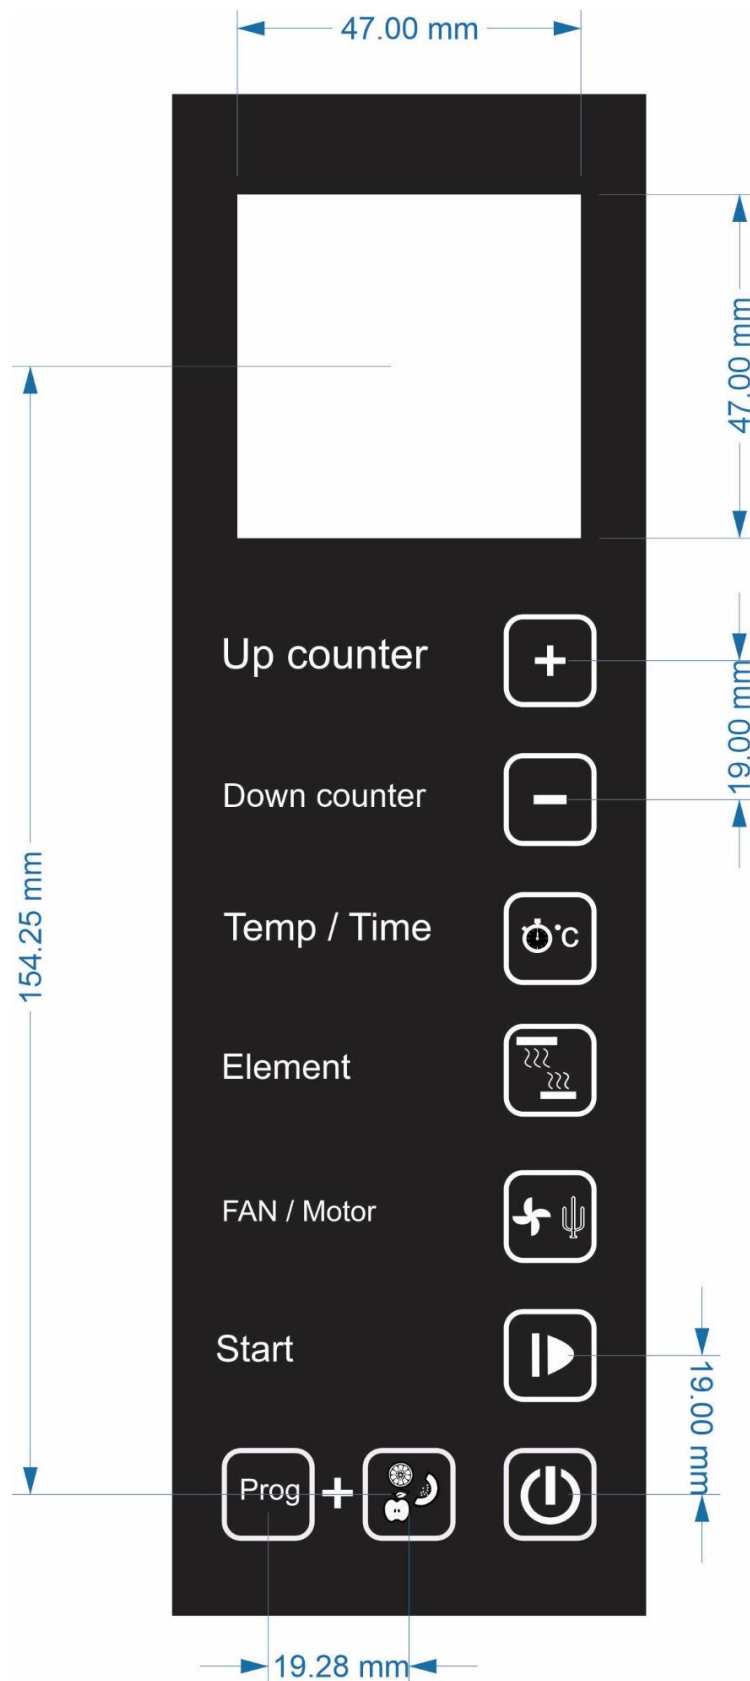 47.00 mm
47.00 mm
Up counter +
19.00 mm
Down counter -
154.25 mm
Temp / Time °C
Element
FAN / Motor
Start
19.00 mm
Prog +
19.28 mm